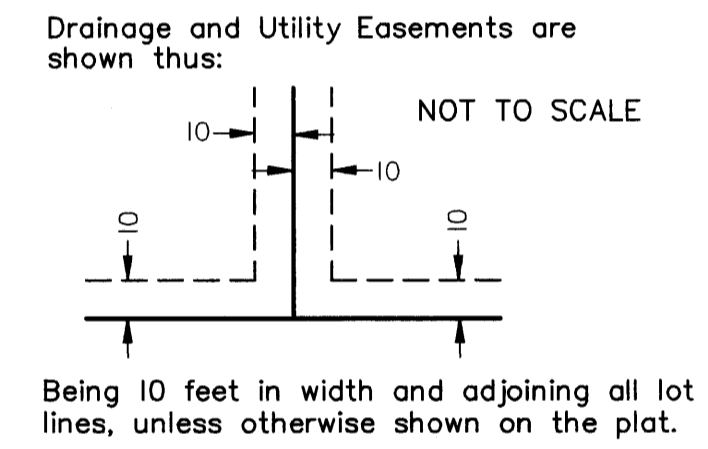 Drainage and Utility Easements are
shown thus:
NOT TO SCALE
10
10
10
10
Being 10 feet in width and adjoining all lot
lines, unless otherwise shown on the plat.